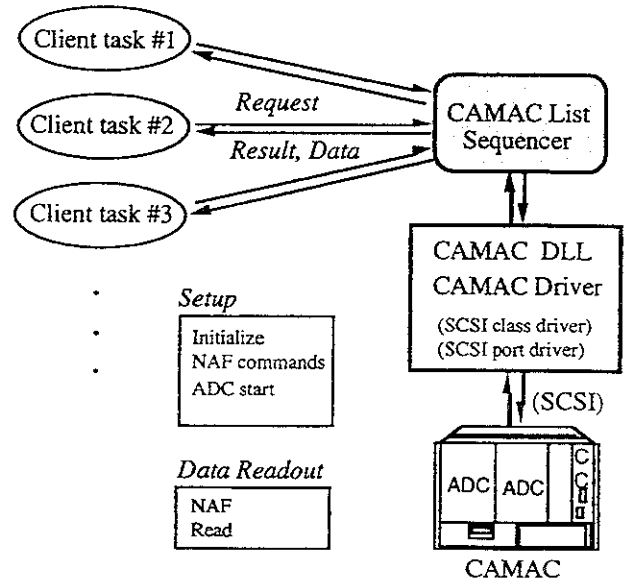 Client task #1
Client task #2
Client task #3
Request
Result, Data
CAMAC List
Sequencer
CAMAC DLL
CAMAC Driver
(SCSI class driver)
(SCSI port driver)
(SCSI)
Setup
Initialize
NAF commands
ADC start
Data Readout
NAF
Read
ADC
ADC
C
C
CAMAC